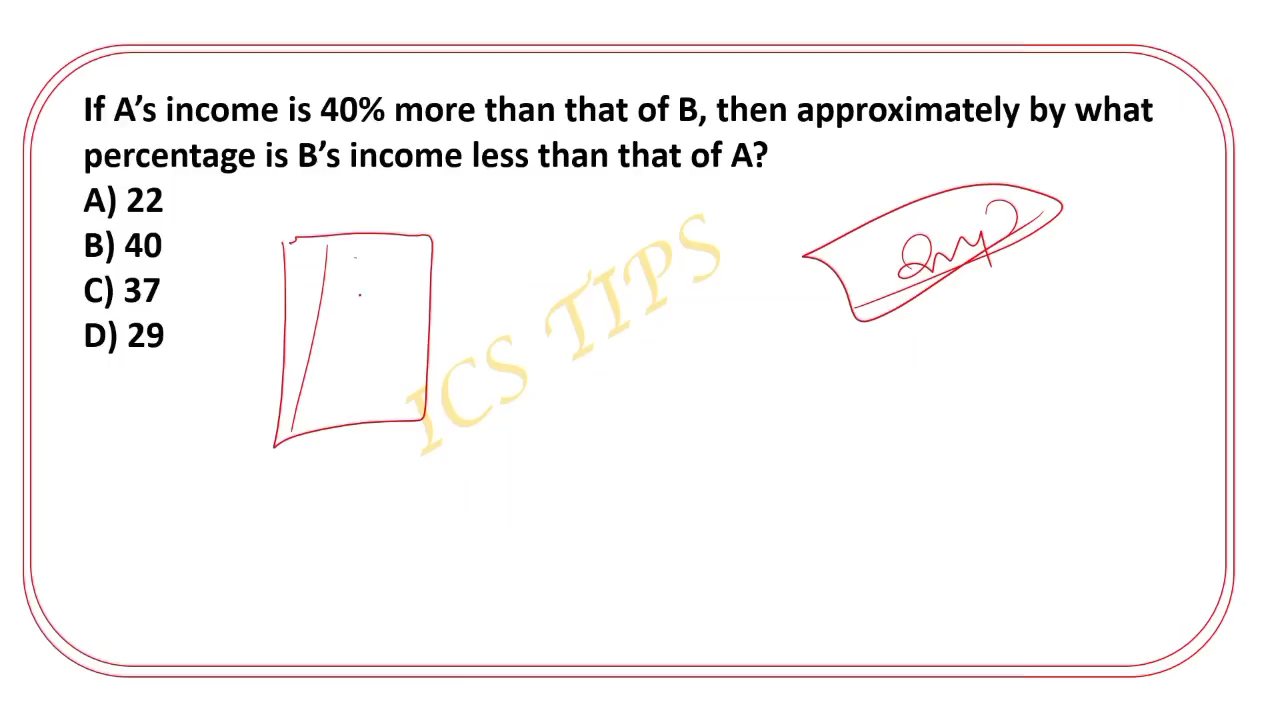 If A’s income is 40% more than that of B, then approximately by what
percentage is B’s income less than that of A?
A) 22
B) 40
C) 37
D) 29
ICS TIPS